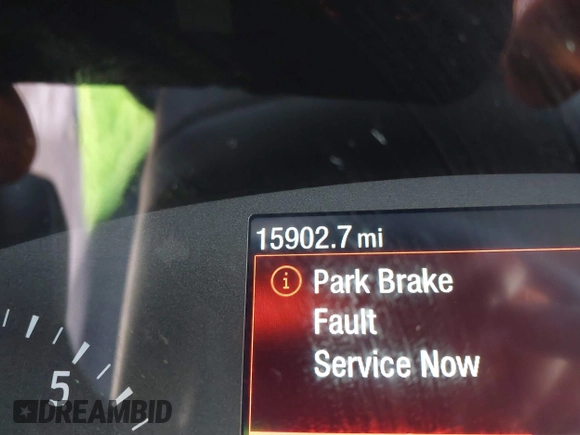 15902.7 mi
i Park Brake
Fault
Service Now
5
DREAMBID